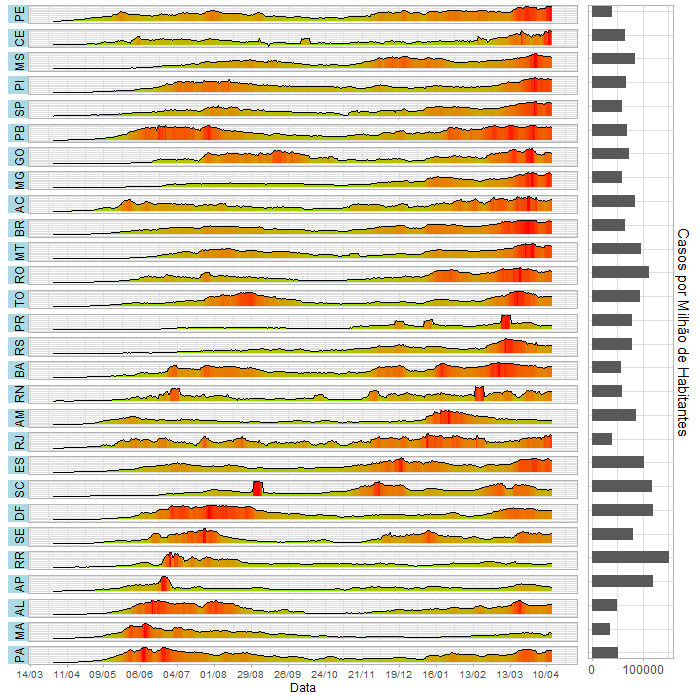 PE
CE
MS
PI
SP
PB
GO
MG
AC
BR
MT
RO
TO
PR
RS
BA
RN
AM
RJ
ES
SC
DF
SE
RR
AP
AL
MA
PA
14/03 11/04 09/05 06/06 04/07 01/08 29/08 26/09 24/10 21/11 19/12 16/01 13/02 13/03 10/04
Data
0 100000
Casos por Milhão de Habitantes